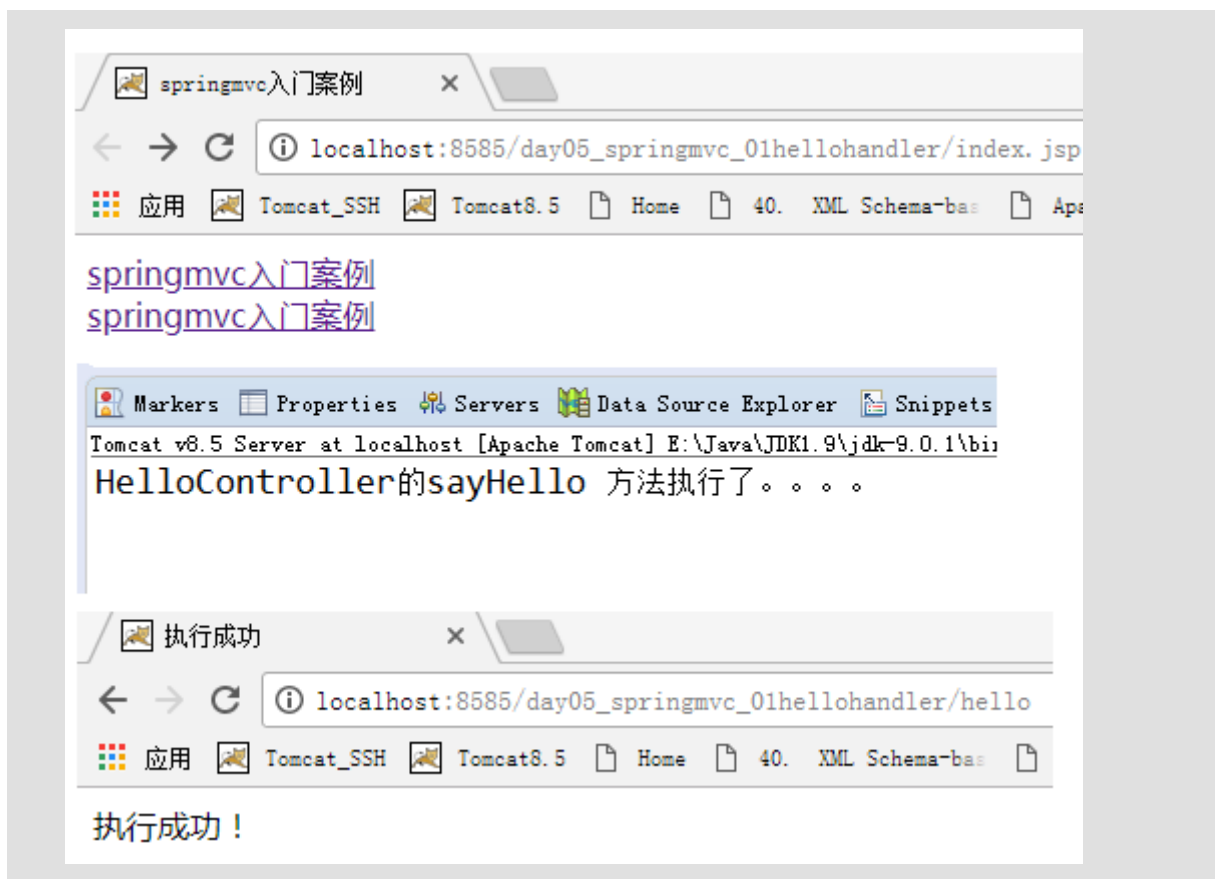 springmvc入门案例
localhost:8585/day05_springmvc_01hellohandler/index.jsp
应用 Tomcat_SSH Tomcat8.5 Home 40. XML Schema-bas Apa
springmvc入门案例
springmvc入门案例
Markers Properties Servers Data Source Explorer Snippets
Tomcat v8.5 Server at localhost [Apache Tomcat] E:\Java\JDK1.9\jdk-9.0.1\bin
HelloController的sayHello 方法执行了。。。。
执行成功
localhost:8585/day05_springmvc_01hellohandler/hello
应用 Tomcat_SSH Tomcat8.5 Home 40. XML Schema-bas
执行成功！